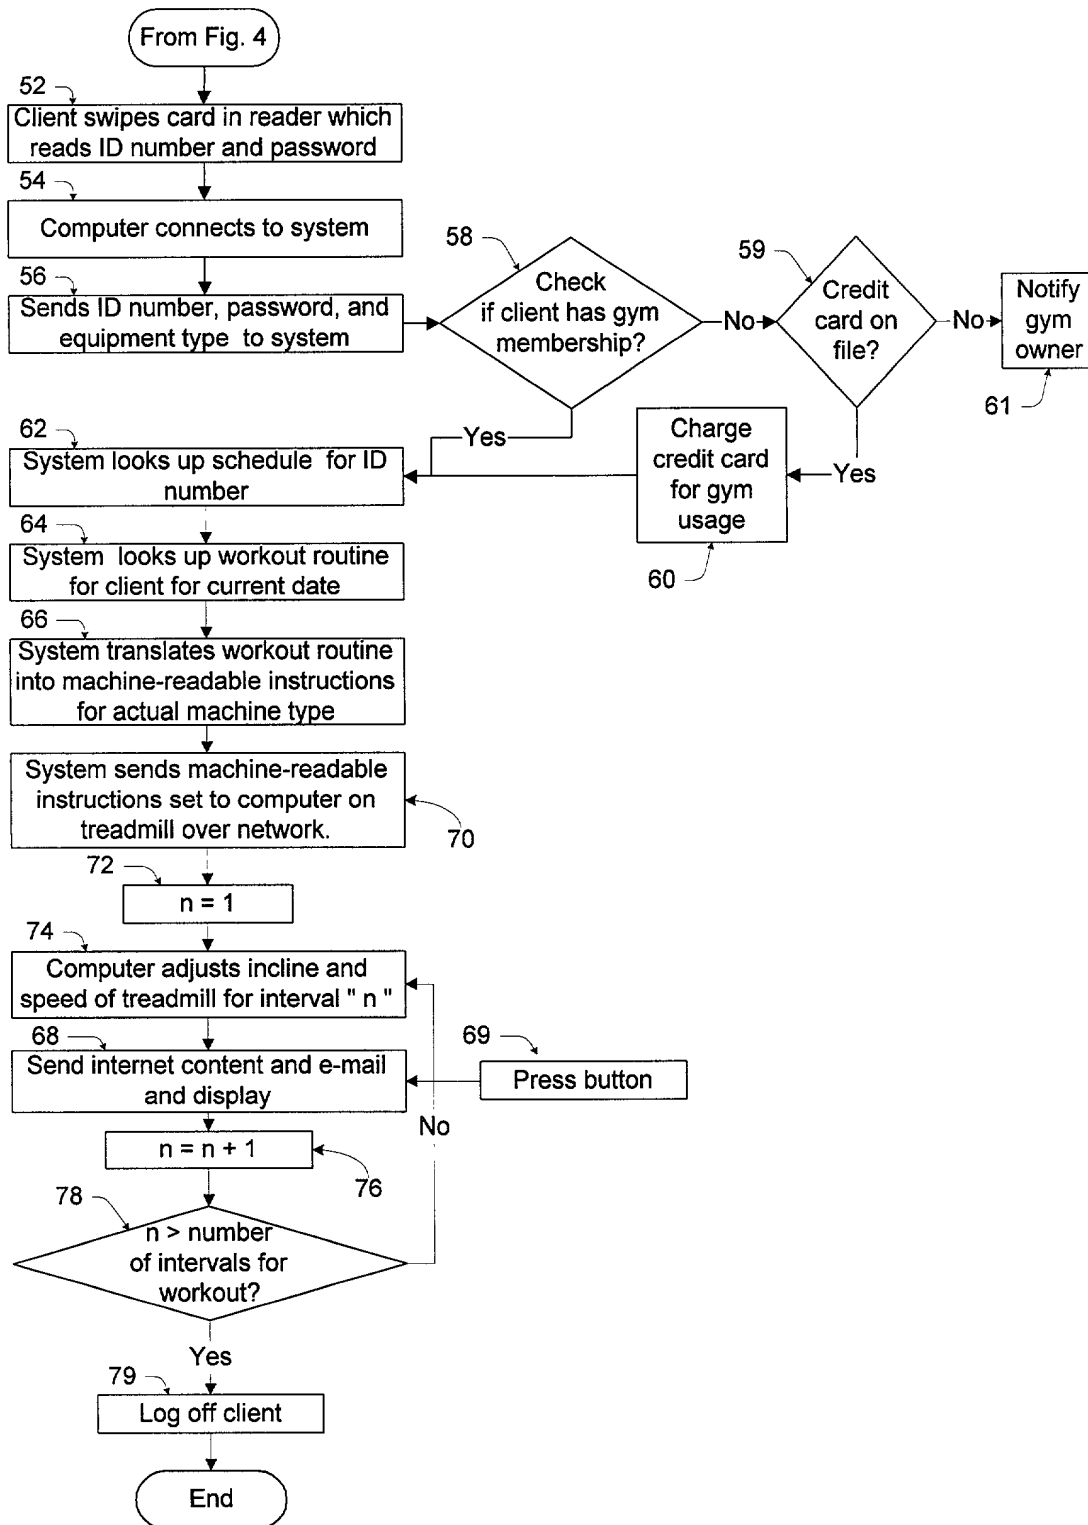 From Fig. 4
52
Client swipes card in reader which
reads ID number and password
54
Computer connects to system
56
Sends ID number, password, and
equipment type to system
58
Check
if client has gym
membership?
No
59
Credit
card on
file?
No
Notify
gym
owner
61
Yes
Yes
Charge
credit card
for gym
usage
60
62
System looks up schedule for ID
number
64
System looks up workout routine
for client for current date
66
System translates workout routine
into machine-readable instructions
for actual machine type
System sends machine-readable
instructions set to computer on
treadmill over network.
70
72
n = 1
74
Computer adjusts incline and
speed of treadmill for interval " n "
68
Send internet content and e-mail
and display
69
Press button
No
n = n + 1
76
78
n > number
of intervals for
workout?
Yes
79
Log off client
End